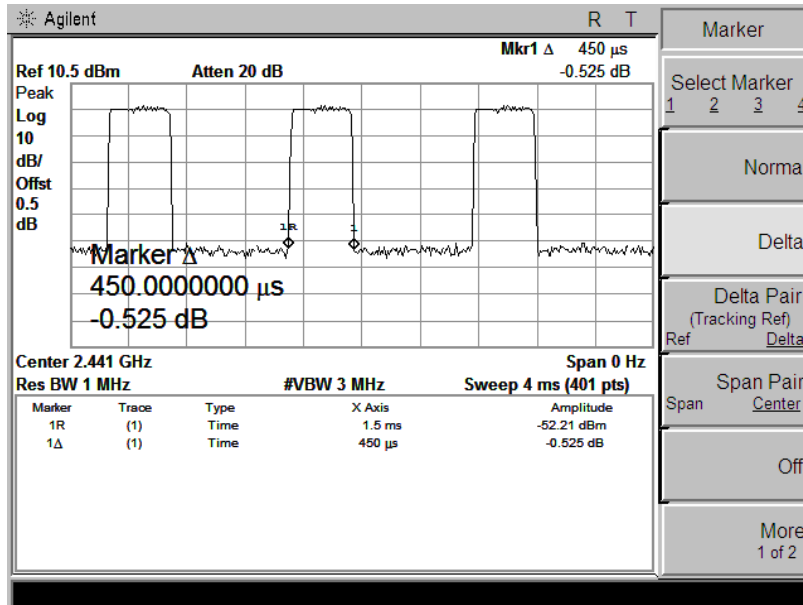 Agilent R T
Mkr1 Δ 450 µs
Ref 10.5 dBm Atten 20 dB -0.525 dB
Peak
Log
10
dB/
Offst
0.5
dB
1R 1
Marker Δ
450.0000000 µs
-0.525 dB
Center 2.441 GHz Span 0 Hz
Res BW 1 MHz #VBW 3 MHz Sweep 4 ms (401 pts)
Marker Trace Type X Axis Amplitude
1R (1) Time 1.5 ms -52.21 dBm
1Δ (1) Time 450 µs -0.525 dB
Marker
Select Marker
1 2 3 4
Norma
Delta
Delta Pair
(Tracking Ref)
Ref Delta
Span Pair
Span Center
Off
More
1 of 2